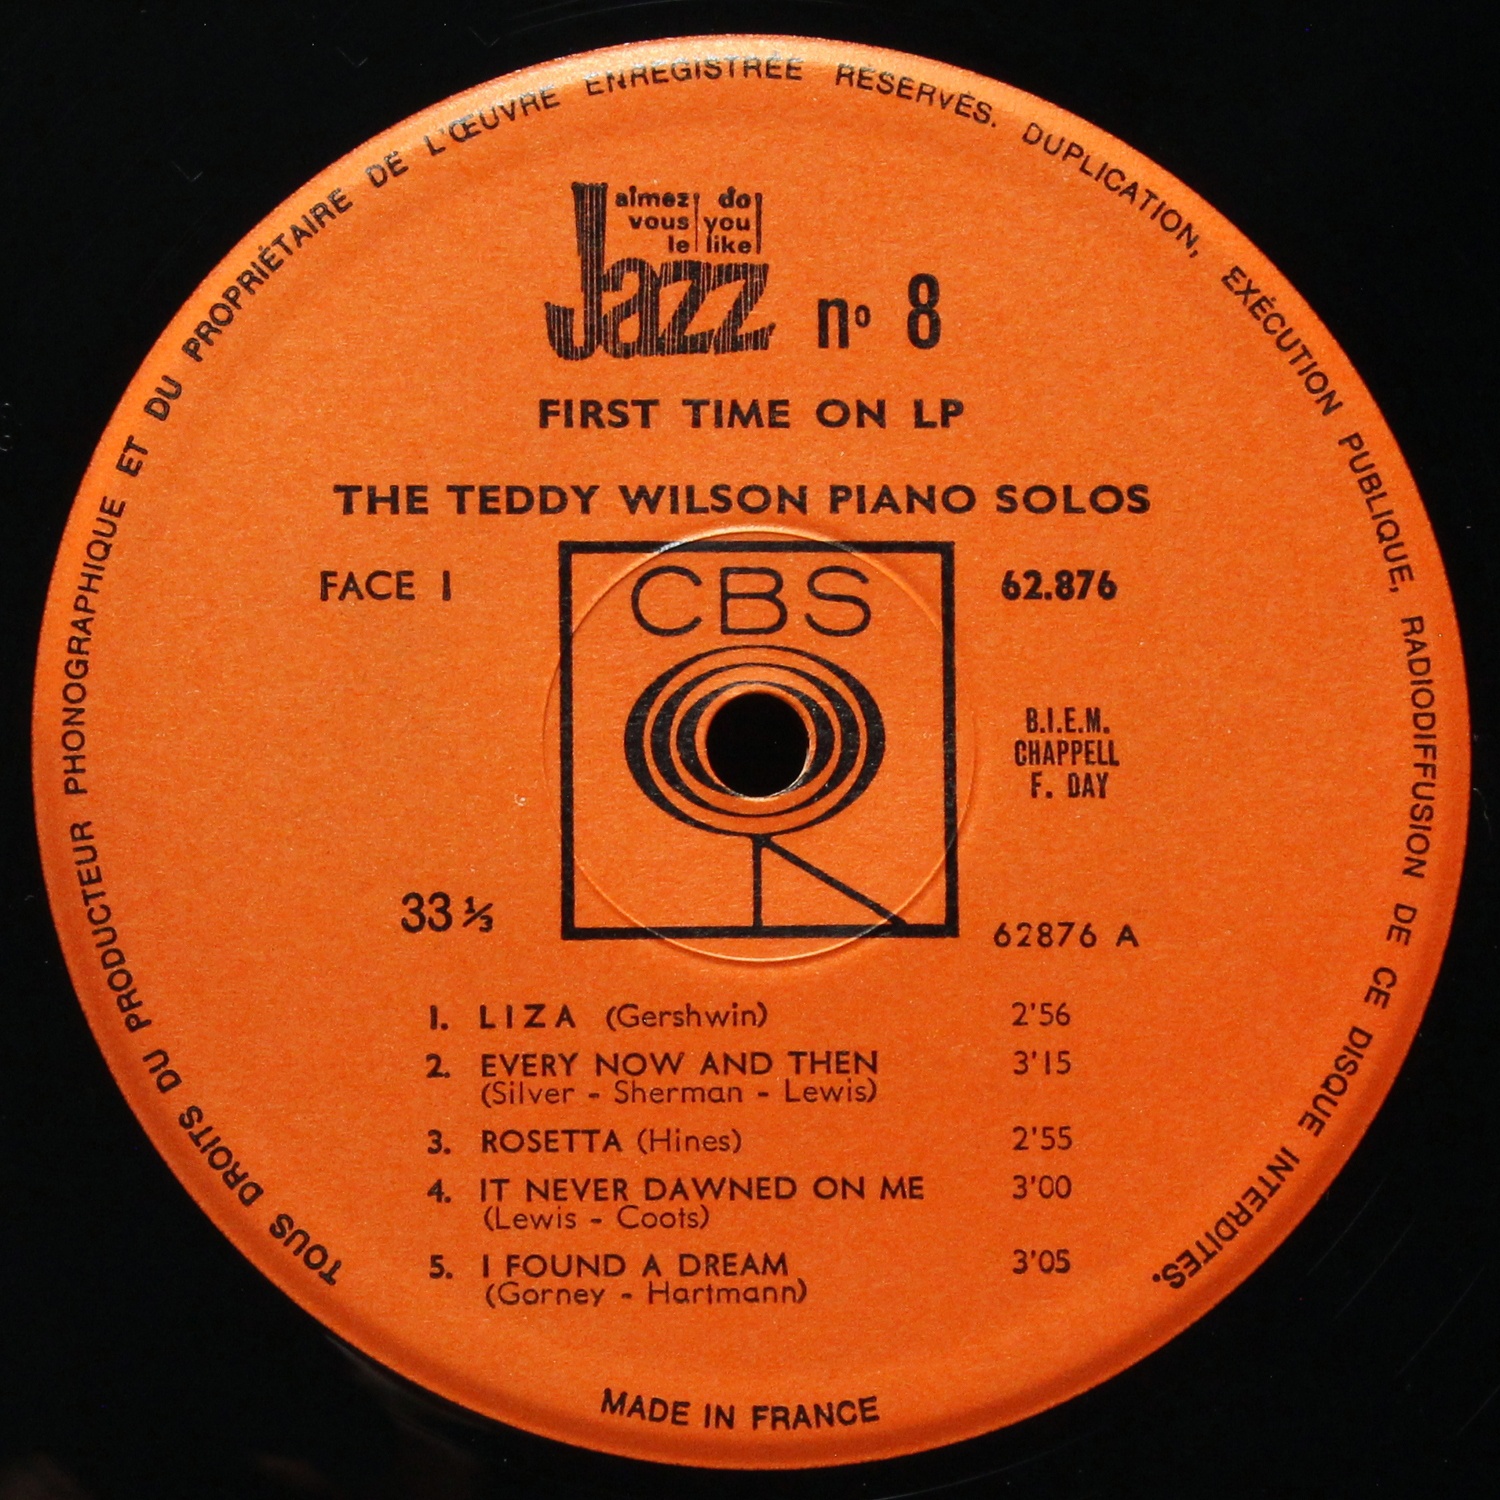 TOUS DROITS DU PRODUCTEUR PHONOGRAPHIQUE ET DU PROPRIÉTAIRE DE L'ŒUVRE ENREGISTRÉE RÉSERVÉS. DUPLICATION, EXÉCUTION PUBLIQUE, RADIODIFFUSION DE CE DISQUE INTERDITES.
aimez do
vous you
le like
Jazz nº 8
FIRST TIME ON LP
THE TEDDY WILSON PIANO SOLOS
FACE 1
CBS
62.876
B.I.E.M.
CHAPPELL
F. DAY
33 ⅓
62876 A
1. LIZA (Gershwin) 2'56
2. EVERY NOW AND THEN 3'15
(Silver - Sherman - Lewis)
3. ROSETTA (Hines) 2'55
4. IT NEVER DAWNED ON ME 3'00
(Lewis - Coots)
5. I FOUND A DREAM 3'05
(Gorney - Hartmann)
MADE IN FRANCE